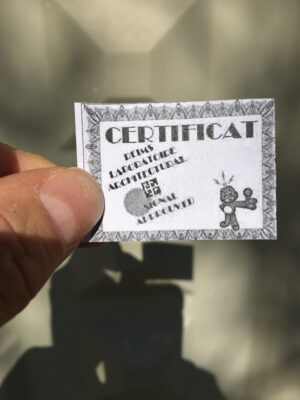 CERTIFICAT
REIMS
LABORATOIRE
ARCHITECTURAL
SIGNAL
APPROUVED